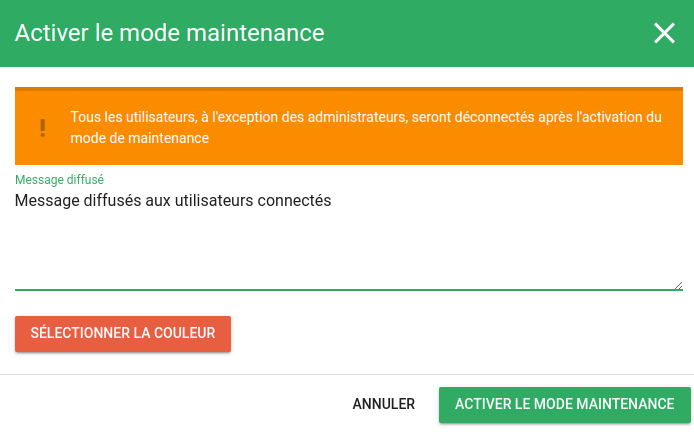 Activer le mode maintenance
Tous les utilisateurs, à l'exception des administrateurs, seront déconnectés après l'activation du
mode de maintenance
Message diffusé
Message diffusés aux utilisateurs connectés
SÉLECTIONNER LA COULEUR
ANNULER
ACTIVER LE MODE MAINTENANCE